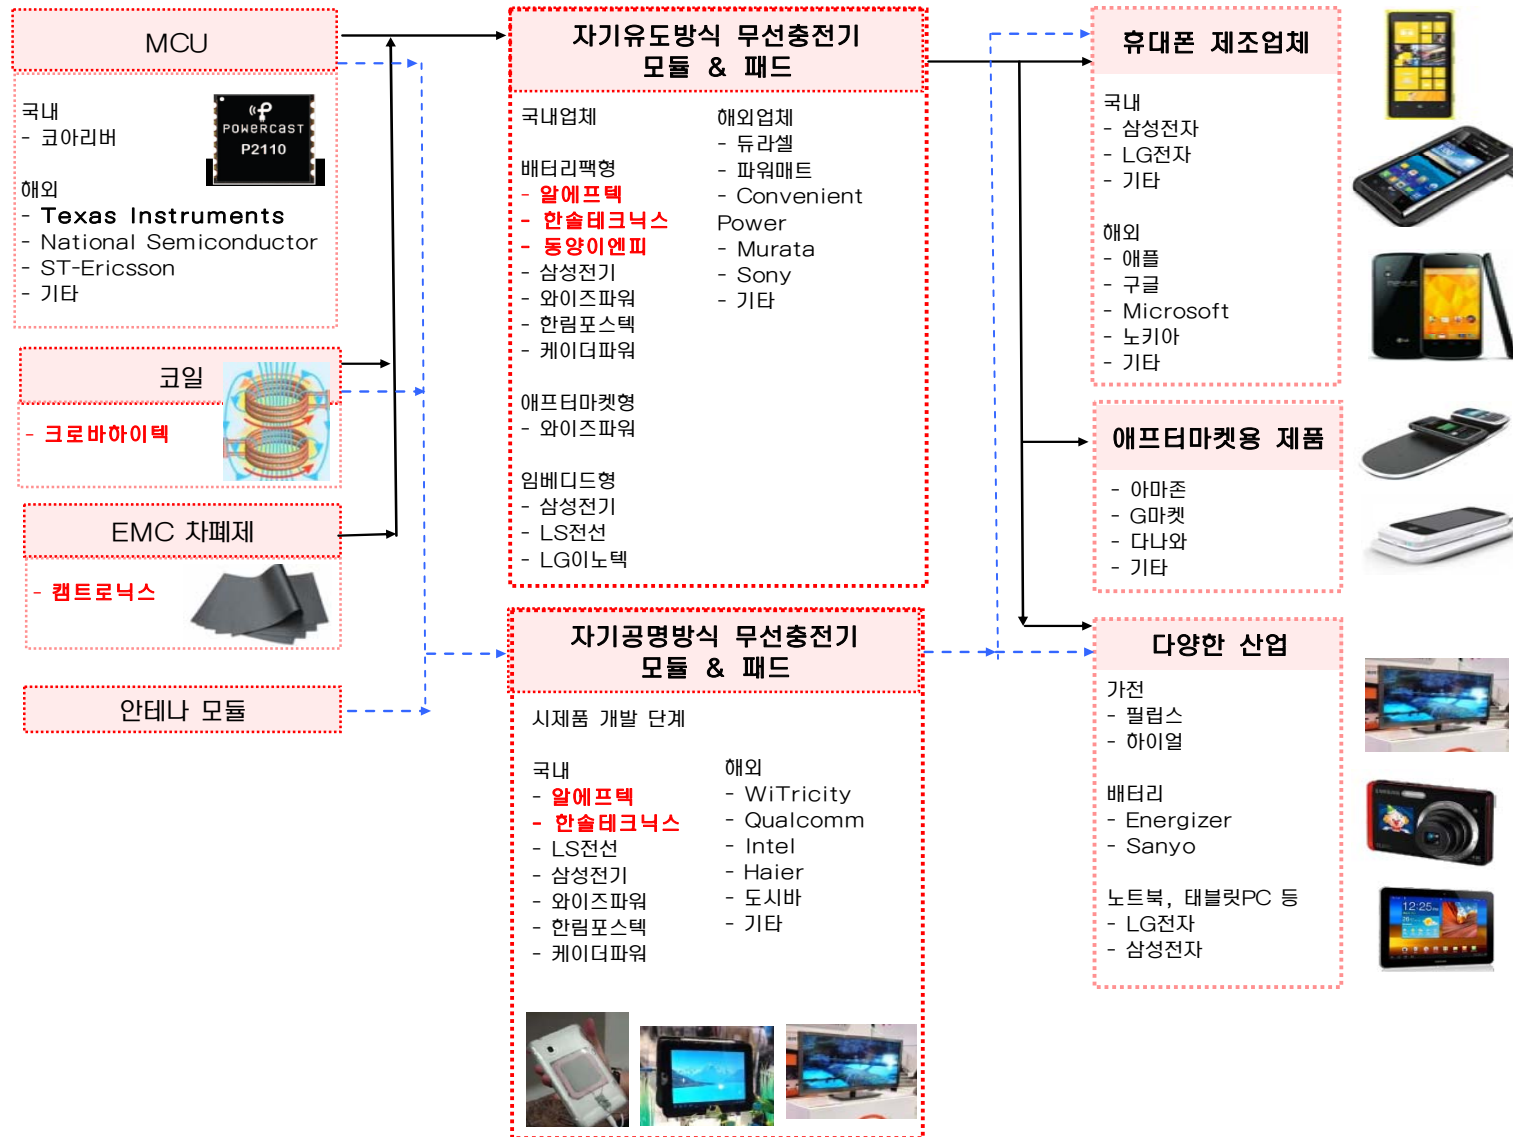 MCU
국내
- 코아리버
POWERCAST
P2110
해외
- Texas Instruments
- National Semiconductor
- ST-Ericsson
- 기타
코일
- 크로바하이텍
EMC 차폐제
- 캠트로닉스
안테나 모듈
자기유도방식 무선충전기
모듈 & 패드
국내업체
배터리팩형
- 알에프텍
- 한솔테크닉스
- 동양이엔피
- 삼성전기
- 와이즈파워
- 한림포스텍
- 케이더파워
애프터마켓형
- 와이즈파워
임베디드형
- 삼성전기
- LS전선
- LG이노텍
해외업체
- 듀라셀
- 파워매트
- Convenient
Power
- Murata
- Sony
- 기타
자기공명방식 무선충전기
모듈 & 패드
시제품 개발 단계
국내
- 알에프텍
- 한솔테크닉스
- LS전선
- 삼성전기
- 와이즈파워
- 한림포스텍
- 케이더파워
해외
- WiTricity
- Qualcomm
- Intel
- Haier
- 도시바
- 기타
휴대폰 제조업체
국내
- 삼성전자
- LG전자
- 기타
해외
- 애플
- 구글
- Microsoft
- 노키아
- 기타
애프터마켓용 제품
- 아마존
- G마켓
- 다나와
- 기타
다양한 산업
가전
- 필립스
- 하이얼
배터리
- Energizer
- Sanyo
노트북, 태블릿PC 등
- LG전자
- 삼성전자
SAMSUNG
12:25